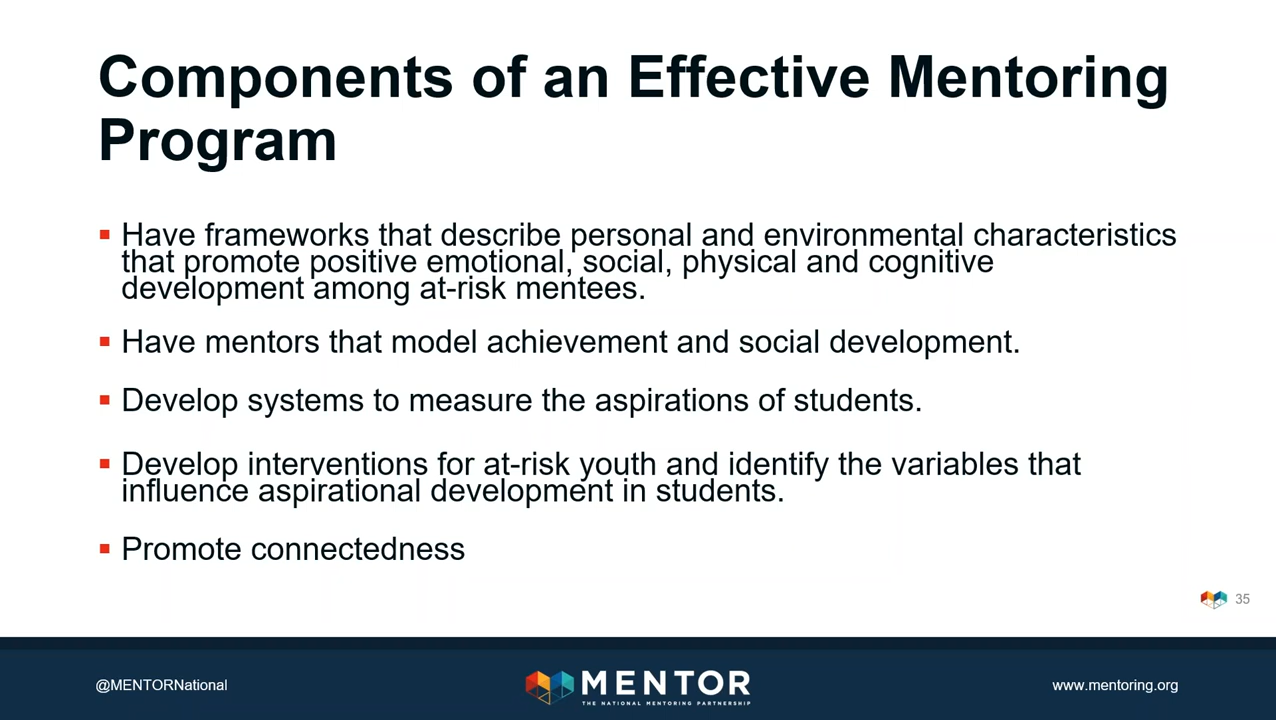 Components of an Effective Mentoring
Program
Have frameworks that describe personal and environmental characteristics
that promote positive emotional, social, physical and cognitive
development among at-risk mentees.
Have mentors that model achievement and social development.
Develop systems to measure the aspirations of students.
Develop interventions for at-risk youth and identify the variables that
influence aspirational development in students.
Promote connectedness
35
@MENTORNational
MENTOR
THE NATIONAL MENTORING PARTNERSHIP
www.mentoring.org